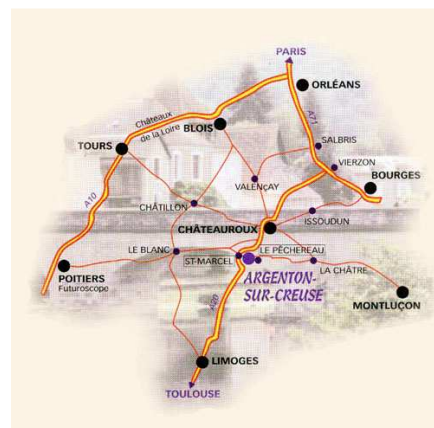 PARIS
ORLÉANS
Châteaux
de la Loire
BLOIS
A71
TOURS
SALBRIS
VIERZON
VALENçAY
BOURGES
A10
CHÂTILLON
ISSOUDUN
CHÂTEAUROUX
LE BLANC
ST-MARCEL
LE PÊCHEREAU
LA CHÂTRE
POITIERS
Futuroscope
ARGENTON-
SUR-CREUSE
MONTLUÇON
A20
LIMOGES
TOULOUSE